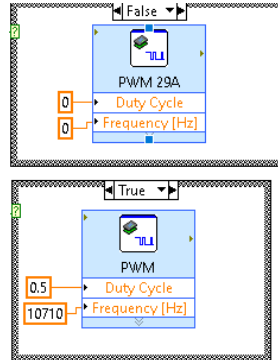 False
?
PWM 29A
0 Duty Cycle
0 Frequency [Hz]
True
?
PWM
0.5 Duty Cycle
10710 Frequency [Hz]